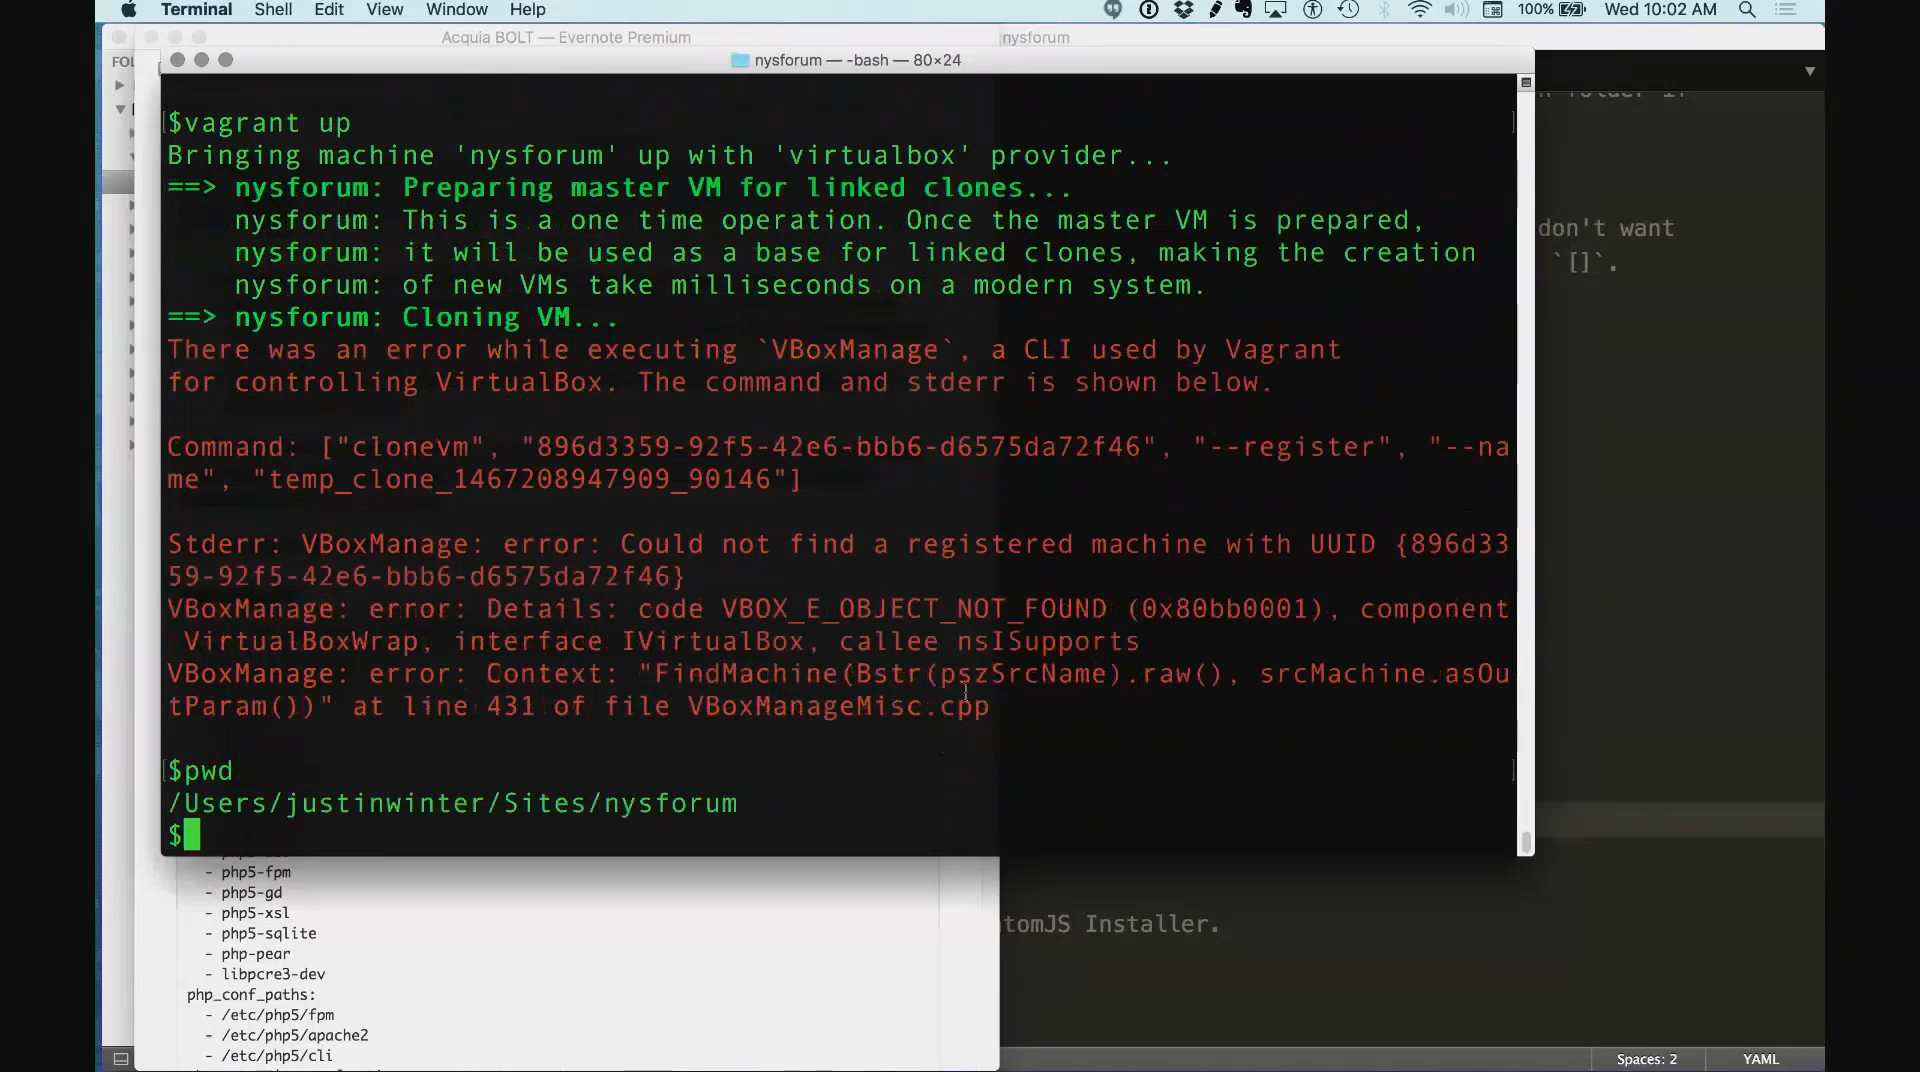 Terminal Shell Edit View Window Help 100% Wed 10:02 AM
Acquia BOLT — Evernote Premium
nysforum
nysforum — -bash — 80×24
$vagrant up
Bringing machine 'nysforum' up with 'virtualbox' provider...
==> nysforum: Preparing master VM for linked clones...
nysforum: This is a one time operation. Once the master VM is prepared,
nysforum: it will be used as a base for linked clones, making the creation
nysforum: of new VMs take milliseconds on a modern system.
==> nysforum: Cloning VM...
There was an error while executing `VBoxManage`, a CLI used by Vagrant
for controlling VirtualBox. The command and stderr is shown below.
Command: ["clonevm", "896d3359-92f5-42e6-bbb6-d6575da72f46", "--register", "--na
me", "temp_clone_1467208947909_90146"]
Stderr: VBoxManage: error: Could not find a registered machine with UUID {896d33
59-92f5-42e6-bbb6-d6575da72f46}
VBoxManage: error: Details: code VBOX_E_OBJECT_NOT_FOUND (0x80bb0001), component
VirtualBoxWrap, interface IVirtualBox, callee nsISupports
VBoxManage: error: Context: "FindMachine(Bstr(pszSrcName).raw(), srcMachine.asOu
tParam())" at line 431 of file VBoxManageMisc.cpp
$pwd
/Users/justinwinter/Sites/nysforum
$
FOL
don't want
`[]`.
- php5-fpm
- php5-gd
- php5-xsl
- php5-sqlite
- php-pear
- libpcre3-dev
php_conf_paths:
- /etc/php5/fpm
- /etc/php5/apache2
- /etc/php5/cli
tomJS Installer.
Spaces: 2 YAML